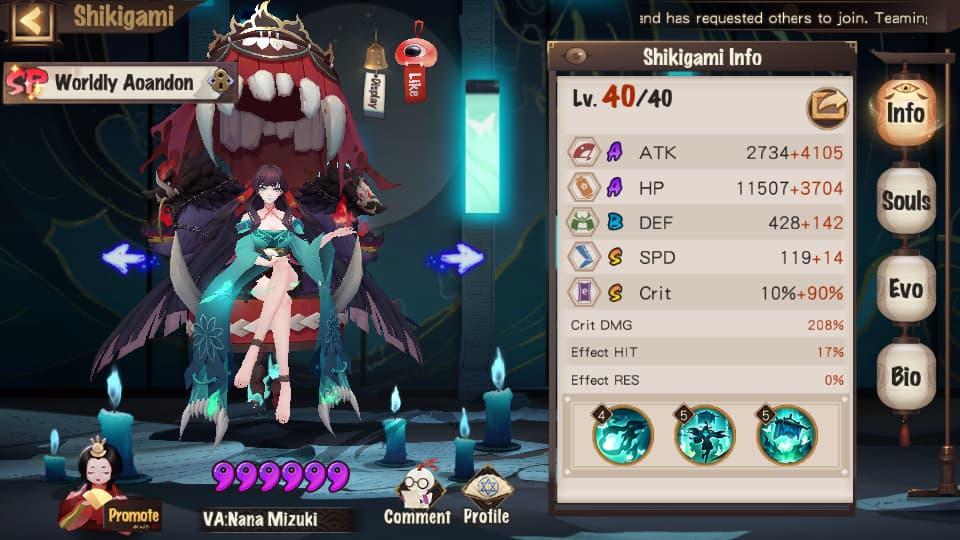 Shikigami
and has requested others to join. Teaming
SP Worldly Aoandon
Display
Like
Shikigami Info
Lv. 40/40
A ATK 2734+4105
A HP 11507+3704
B DEF 428+142
S SPD 119+14
S Crit 10%+90%
Crit DMG 208%
Effect HIT 17%
Effect RES 0%
4 5 5
Info
Souls
Evo
Bio
Promote
999999
VA:Nana Mizuki
Comment
Profile